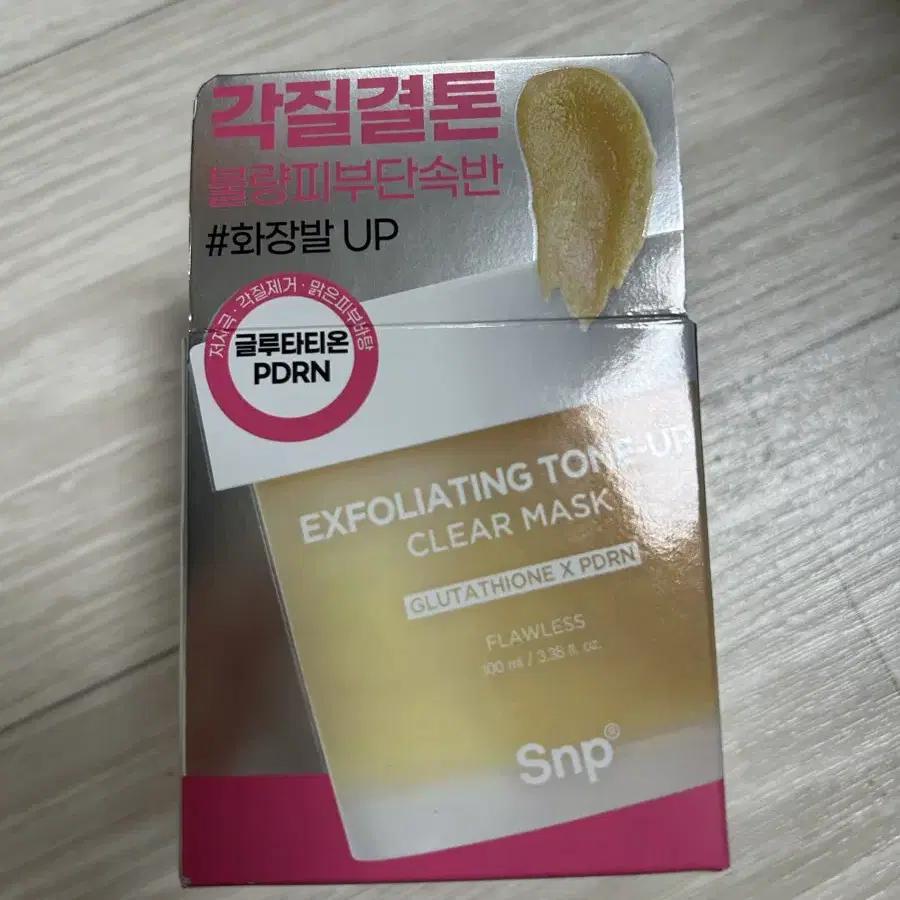 각질결톤
불량피부단속반
#화장발 UP
저자극 · 각질제거 · 맑은피부바탕
글루타티온
PDRN
EXFOLIATING TONE-UP
CLEAR MASK
GLUTATHIONE X PDRN
FLAWLESS
100 ml / 3.38 fl. oz.
Snp®